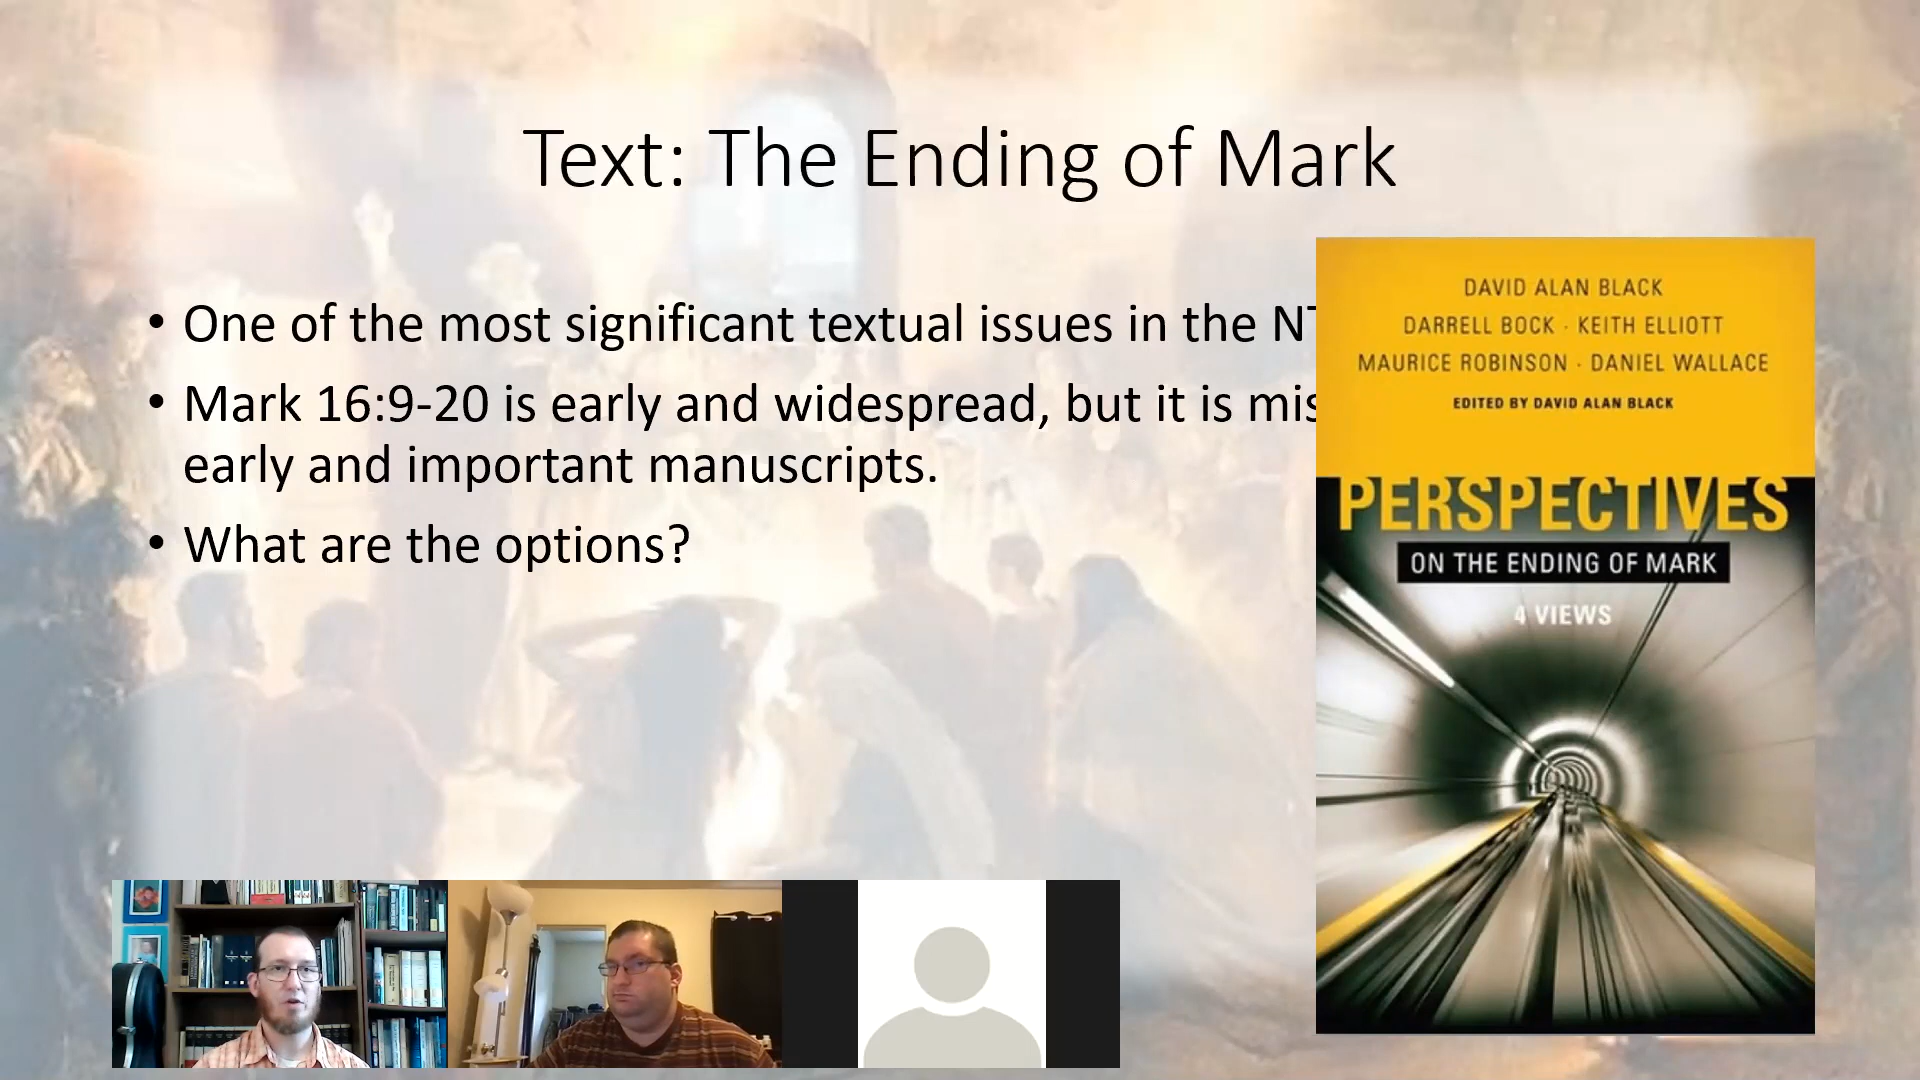 Text: The Ending of Mark
• One of the most significant textual issues in the NT
• Mark 16:9-20 is early and widespread, but it is mis
early and important manuscripts.
• What are the options?
DAVID ALAN BLACK
DARRELL BOCK · KEITH ELLIOTT
MAURICE ROBINSON · DANIEL WALLACE
EDITED BY DAVID ALAN BLACK
PERSPECTIVES
ON THE ENDING OF MARK
4 VIEWS